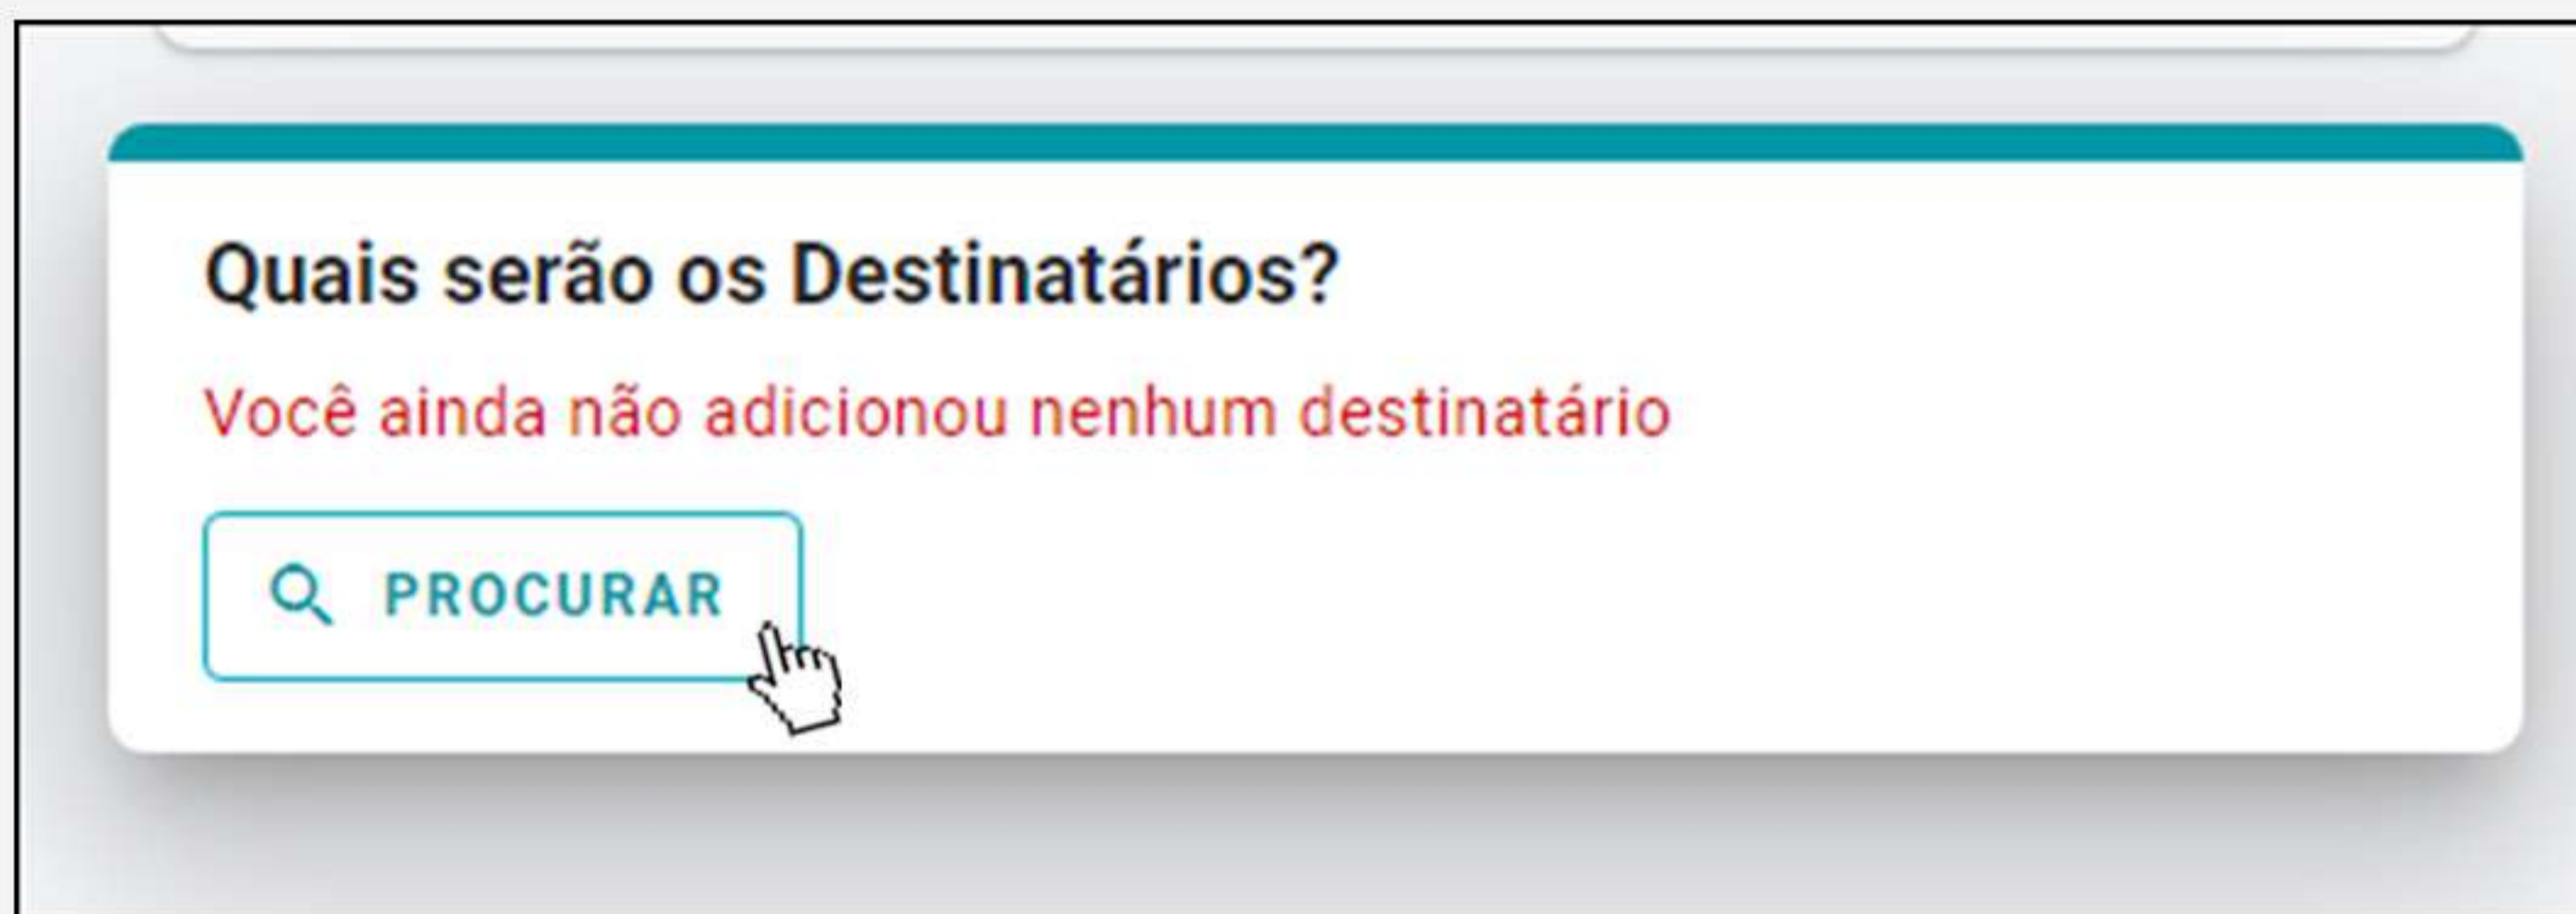 Quais serão os Destinatários?
Você ainda não adicionou nenhum destinatário
PROCURAR